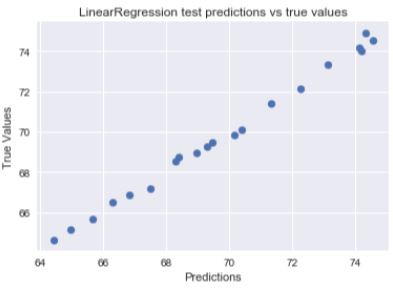 LinearRegression test predictions vs true values
74
72
70
68
66
True Values
64 66 68 70 72 74
Predictions